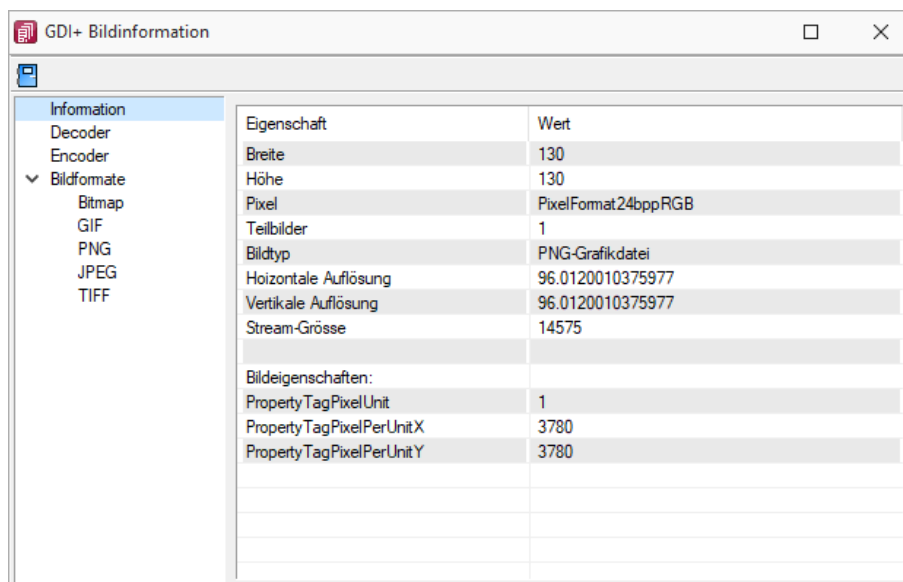 GDI+ Bildinformation
Information
Decoder
Encoder
Bildformate
Bitmap
GIF
PNG
JPEG
TIFF
Eigenschaft Wert
Breite 130
Höhe 130
Pixel PixelFormat24bppRGB
Teilbilder 1
Bildtyp PNG-Grafikdatei
Hoizontale Auflösung 96.0120010375977
Vertikale Auflösung 96.0120010375977
Stream-Grösse 14575
Bildeigenschaften:
PropertyTagPixelUnit 1
PropertyTagPixelPerUnitX 3780
PropertyTagPixelPerUnitY 3780